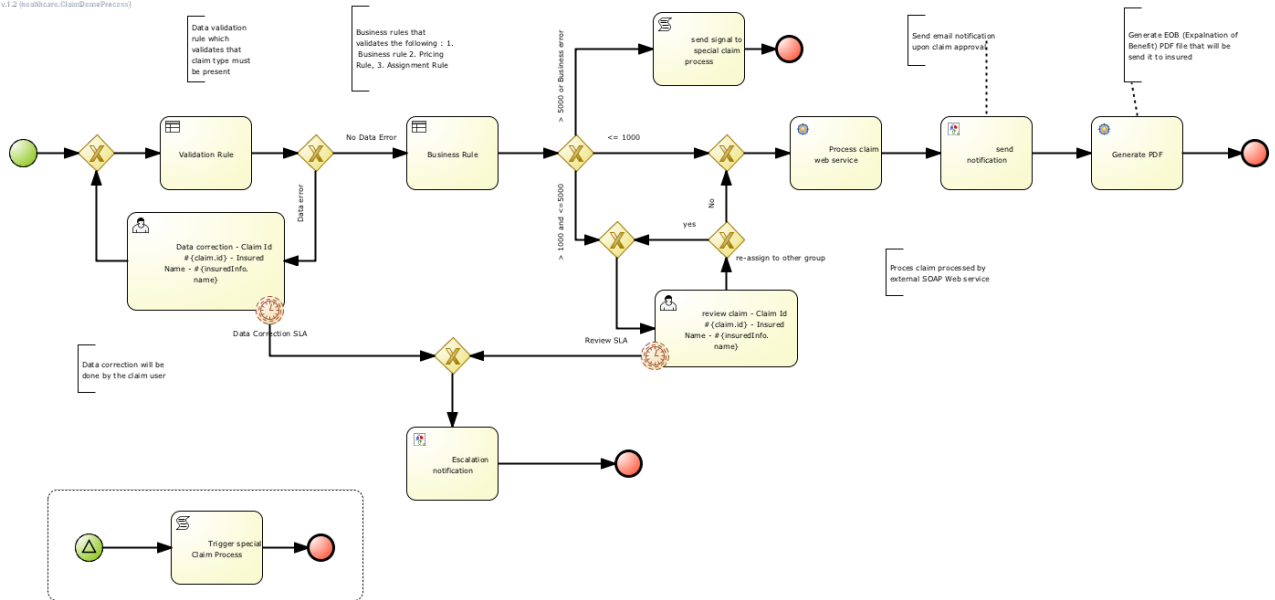 v.1.2 (healthcare.ClaimDemoProcess)
Data validation
rule which
validates that
claim type must
be present
Business rules that
validates the following : 1.
Business rule 2. Pricing
Rule, 3. Assignment Rule
> 5000 or Business error
send signal to
special claim
process
Send email notification
upon claim approval
Generate EOB (Expalnation of
Benefit) PDF file that will be
send it to insured
Validation Rule
No Data Error
Business Rule
<= 1000
Process claim
web service
send
notification
Generate PDF
Data error
> 1000 and <=5000
No
yes
re-assign to other group
Data correction - Claim Id
#{claim.id} - Insured
Name - #{insuredInfo.
name}
Proces claim processed by
external SOAP Web service
review claim - Claim Id
#{claim.id} - Insured
Name - #{insuredInfo.
name}
Data Correction SLA
Review SLA
Data correction will be
done by the claim user
Escalation
notification
Trigger special
Claim Process